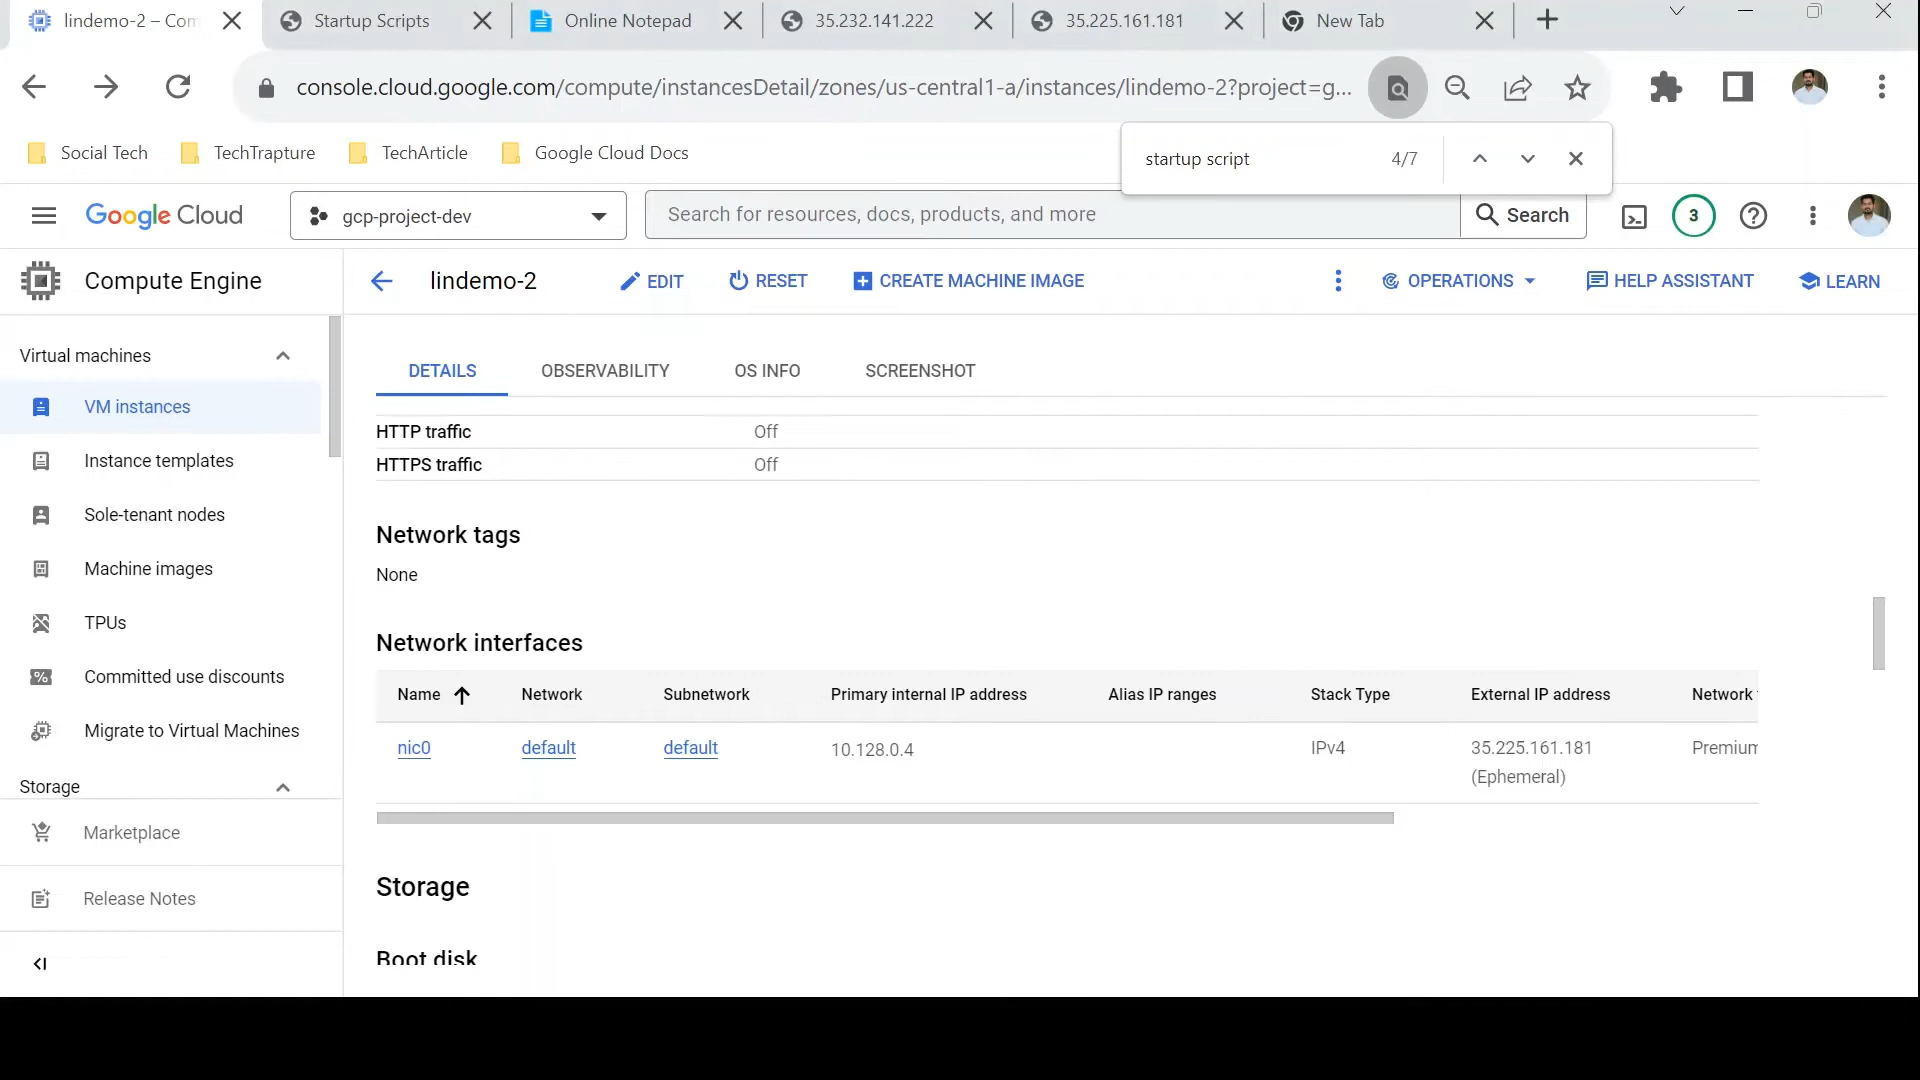 lindemo-2 – Com
Startup Scripts
Online Notepad
35.232.141.222
35.225.161.181
New Tab
console.cloud.google.com/compute/instancesDetail/zones/us-central1-a/instances/lindemo-2?project=g...
Social Tech
TechTrapture
TechArticle
Google Cloud Docs
startup script 4/7
Google Cloud
gcp-project-dev
Search for resources, docs, products, and more
Search
3
Compute Engine
lindemo-2
EDIT
RESET
CREATE MACHINE IMAGE
OPERATIONS
HELP ASSISTANT
LEARN
Virtual machines
VM instances
Instance templates
Sole-tenant nodes
Machine images
TPUs
Committed use discounts
Migrate to Virtual Machines
Storage
Marketplace
Release Notes
DETAILS
OBSERVABILITY
OS INFO
SCREENSHOT
HTTP traffic Off
HTTPS traffic Off
Network tags
None
Network interfaces
Name Network Subnetwork Primary internal IP address Alias IP ranges Stack Type External IP address Network
nic0 default default 10.128.0.4 IPv4 35.225.161.181 Premium
(Ephemeral)
Storage
Boot disk